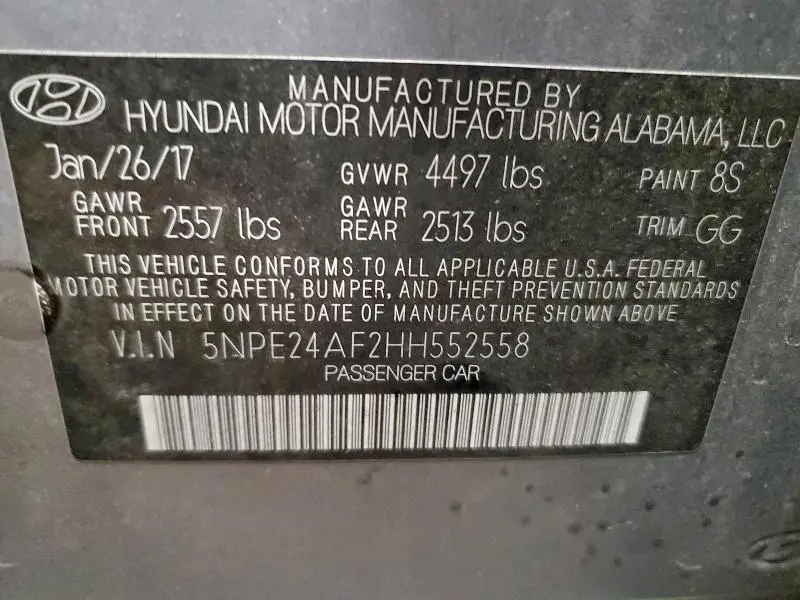 MANUFACTURED BY
HYUNDAI MOTOR MANUFACTURING ALABAMA, LLC
Jan/26/17 GVWR 4497 lbs PAINT 8S
GAWR FRONT 2557 lbs GAWR REAR 2513 lbs TRIM GG
THIS VEHICLE CONFORMS TO ALL APPLICABLE U.S.A. FEDERAL
MOTOR VEHICLE SAFETY, BUMPER, AND THEFT PREVENTION STANDARDS
IN EFFECT ON THE DATE OF MANUFACTURE SHOWN ABOVE.
V.I.N 5NPE24AF2HH552558
PASSENGER CAR